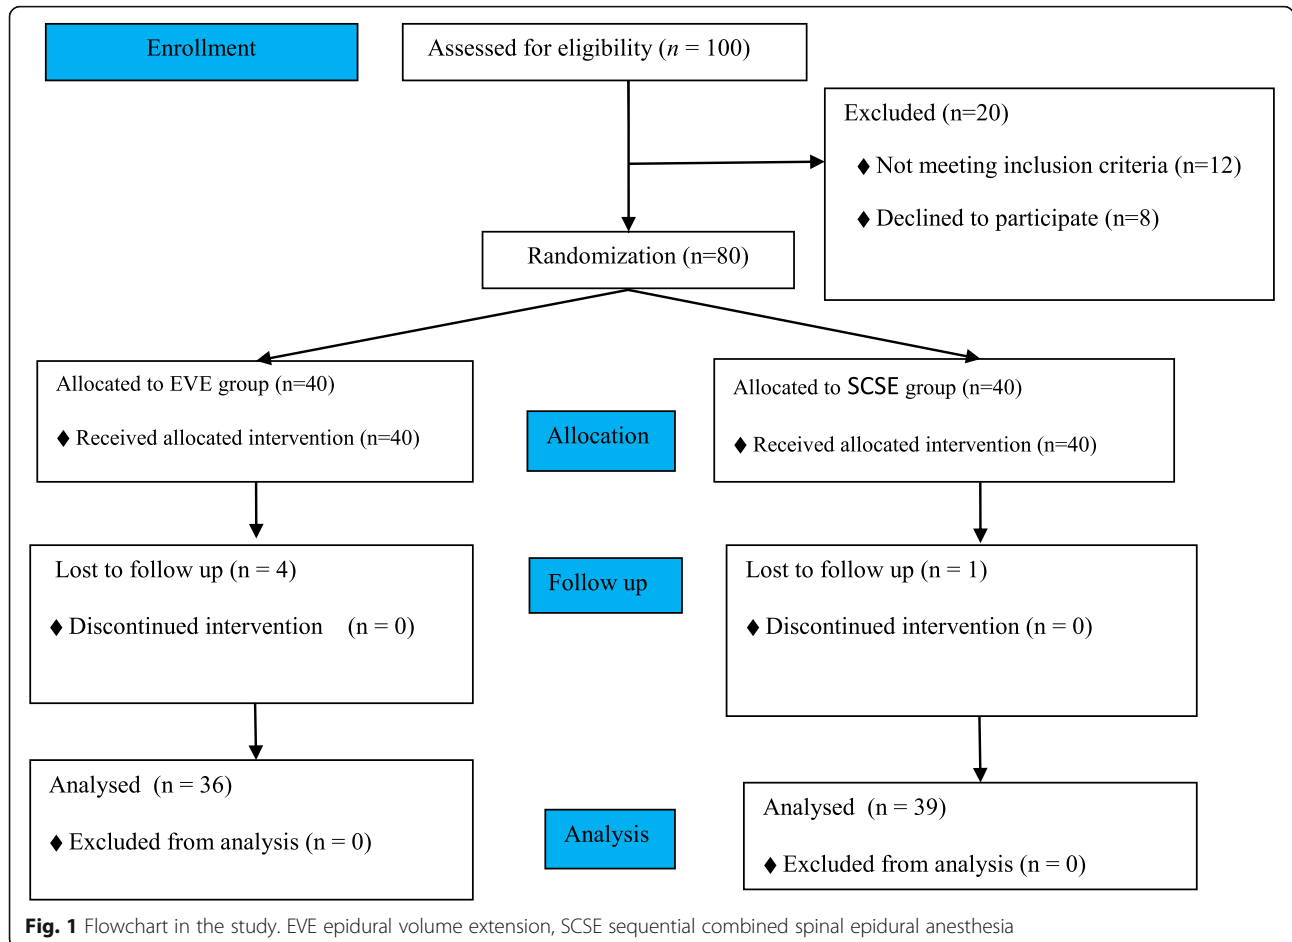 Enrollment
Assessed for eligibility (n = 100)
Excluded (n=20)
♦ Not meeting inclusion criteria (n=12)
♦ Declined to participate (n=8)
Randomization (n=80)
Allocated to EVE group (n=40)
♦ Received allocated intervention (n=40)
Allocation
Allocated to SCSE group (n=40)
♦ Received allocated intervention (n=40)
Lost to follow up (n = 4)
♦ Discontinued intervention (n = 0)
Follow up
Lost to follow up (n = 1)
♦ Discontinued intervention (n = 0)
Analysed (n = 36)
♦ Excluded from analysis (n = 0)
Analysis
Analysed (n = 39)
♦ Excluded from analysis (n = 0)
Fig. 1 Flowchart in the study. EVE epidural volume extension, SCSE sequential combined spinal epidural anesthesia